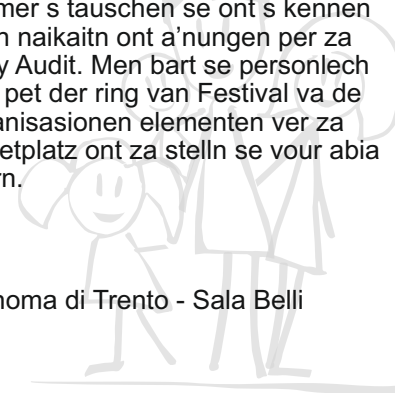 mer s tauschen se ont s kennen
n naikaitn ont a’nungen per za
y Audit. Men bart se personlech
pet der ring van Festival va de
anisasionen elementen ver za
etplatz ont za stelln se vour abia
rn.
noma di Trento - Sala Belli